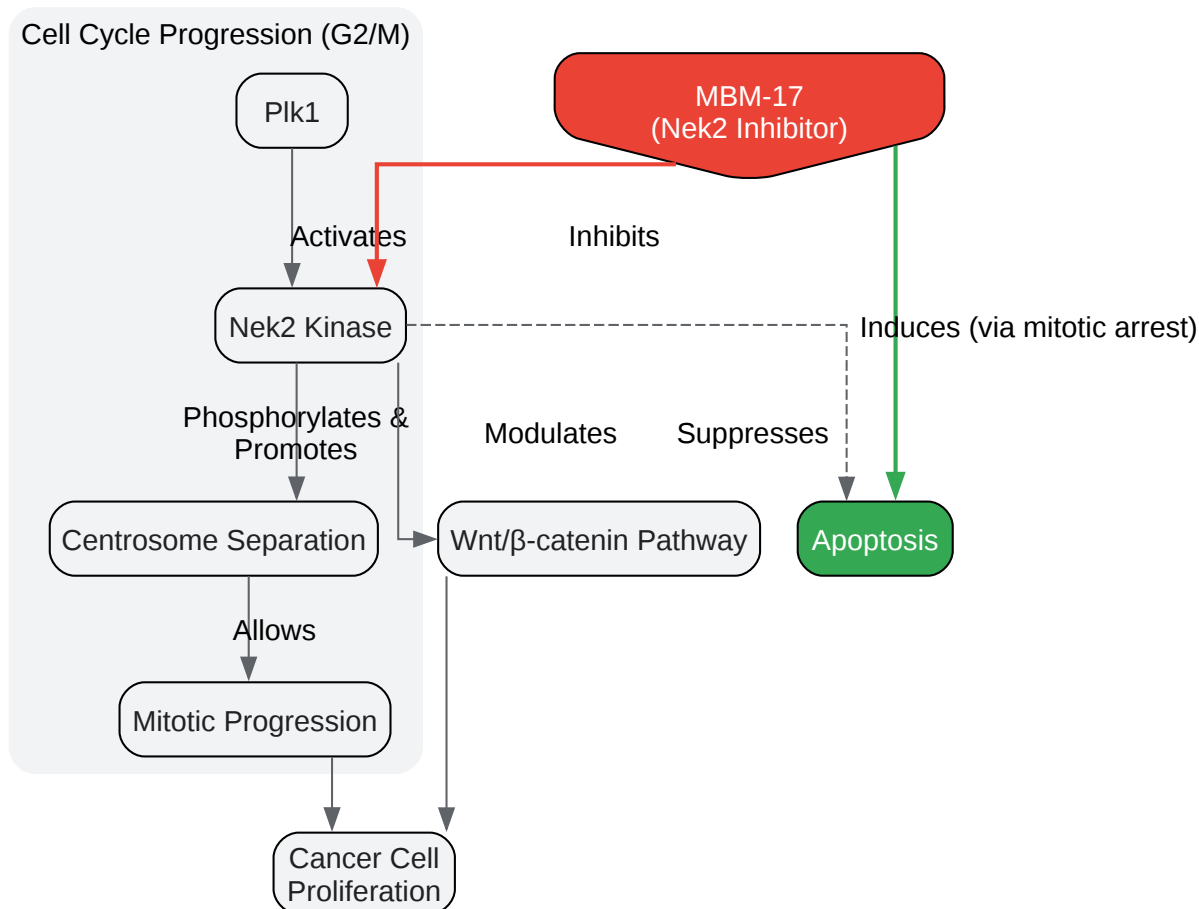 Cell Cycle Progression (G2/M)
Plk1
MBM-17
(Nek2 Inhibitor)
Activates
Inhibits
Nek2 Kinase
Induces (via mitotic arrest)
Phosphorylates &
Promotes
Modulates
Suppresses
Centrosome Separation
Wnt/β-catenin Pathway
Apoptosis
Allows
Mitotic Progression
Cancer Cell
Proliferation